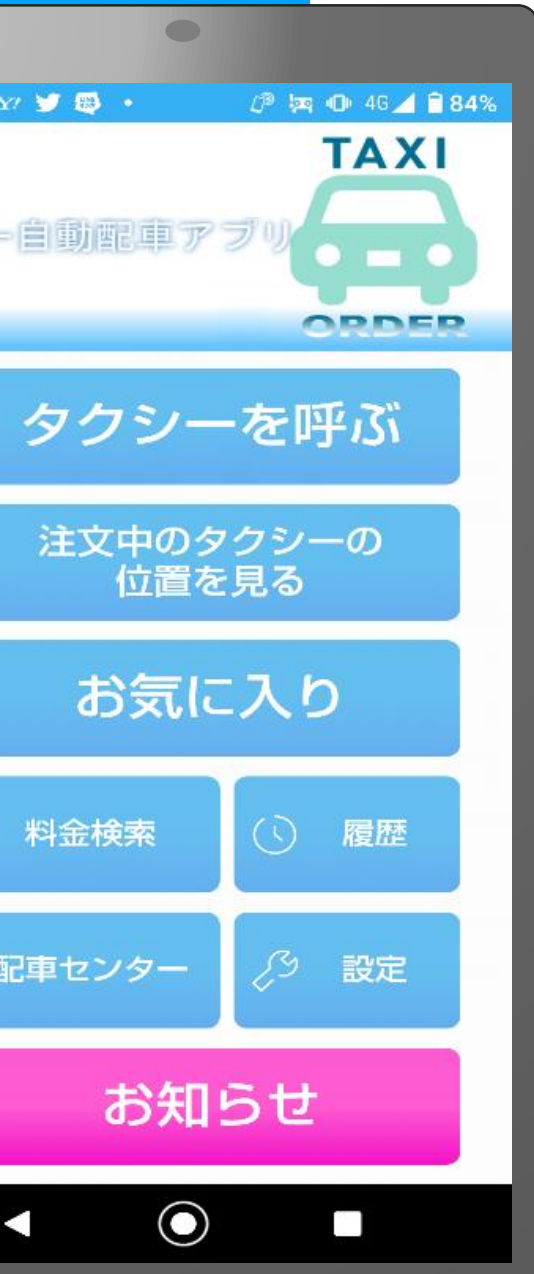 Y? 4G 84%
TAXI
ー自動配車アプリ
ORDER
タクシーを呼ぶ
注文中のタクシーの
位置を見る
お気に入り
料金検索
履歴
配車センター
設定
お知らせ